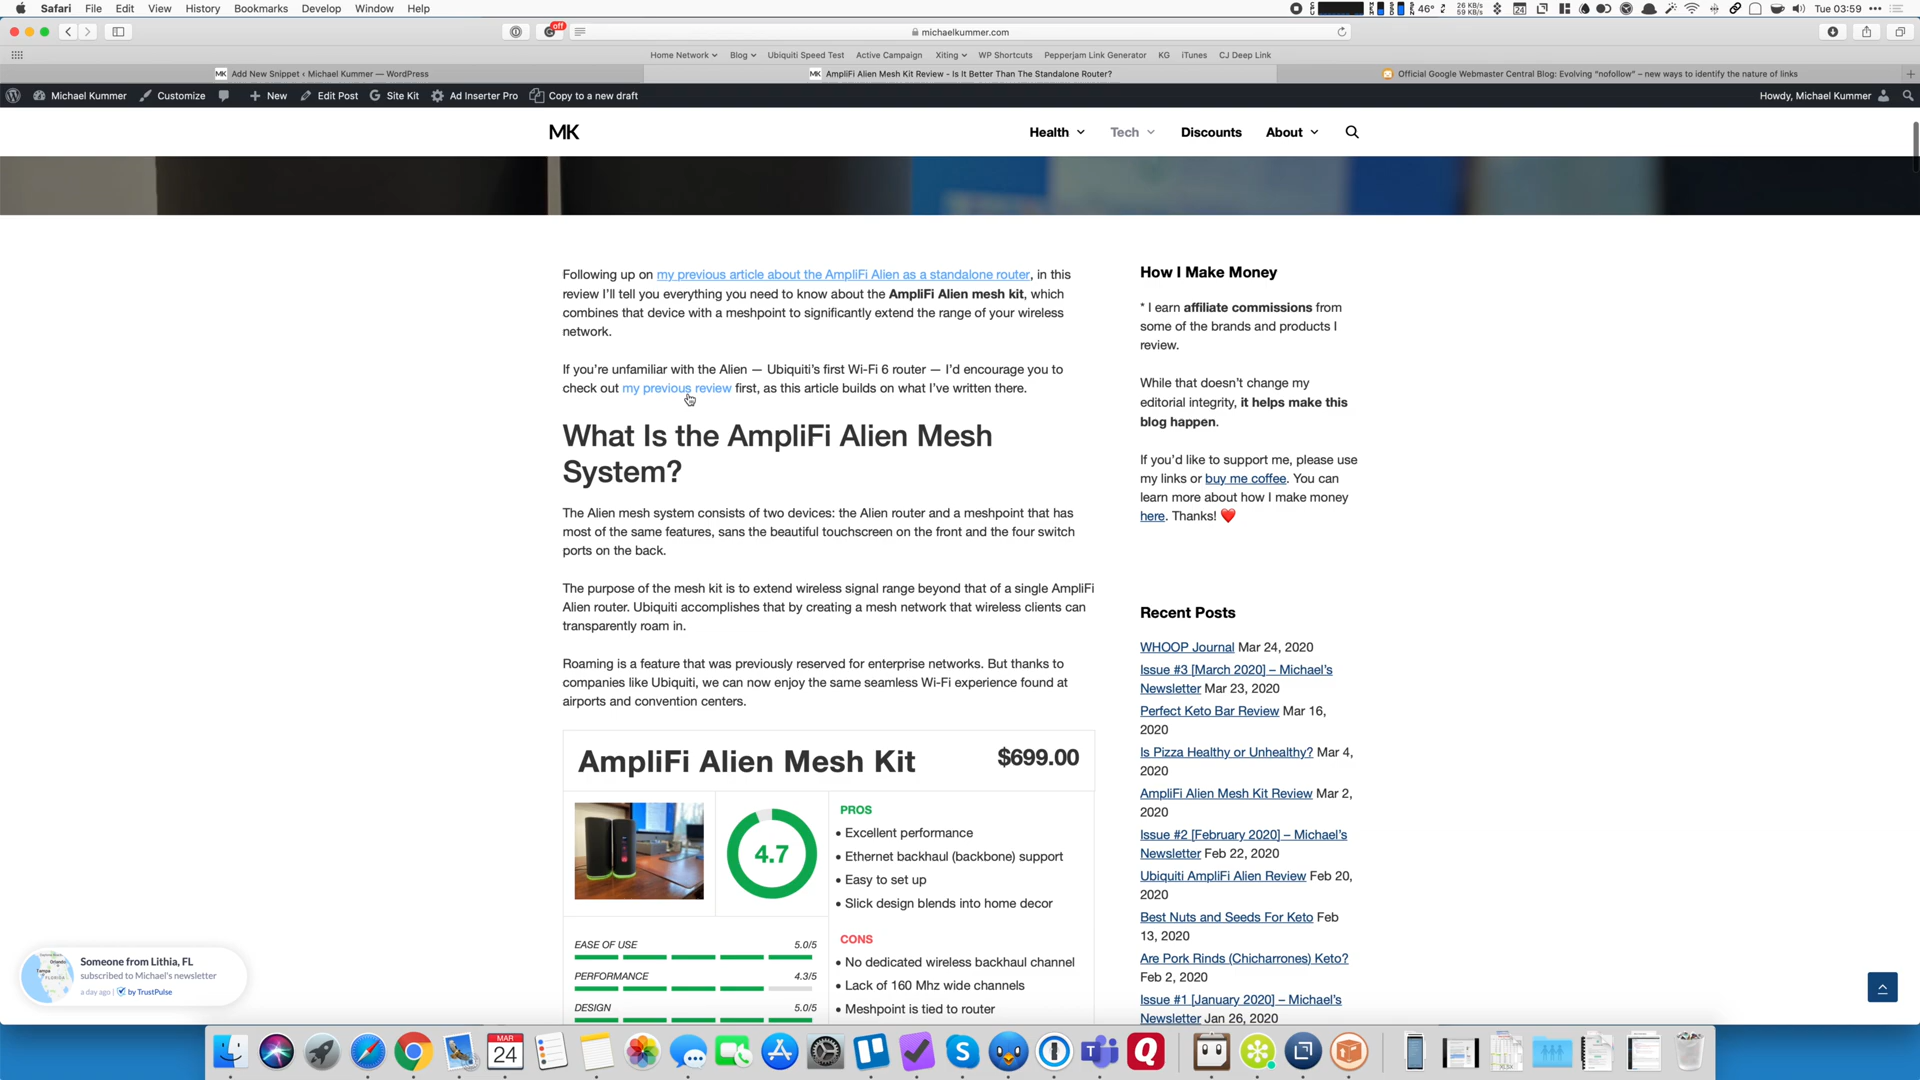 Safari File Edit View History Bookmarks Develop Window Help
46° 26 KB/s 59 KB/s 24 Tue 03:59
off
michaelkummer.com
Home Network Blog Ubiquiti Speed Test Active Campaign Xiting WP Shortcuts Pepperjam Link Generator KG iTunes CJ Deep Link
MK Add New Snippet ‹ Michael Kummer — WordPress
MK AmpliFi Alien Mesh Kit Review - Is It Better Than The Standalone Router?
Official Google Webmaster Central Blog: Evolving “nofollow” – new ways to identify the nature of links
Michael Kummer Customize New Edit Post Site Kit Ad Inserter Pro Copy to a new draft Howdy, Michael Kummer
MK Health Tech Discounts About
Following up on my previous article about the AmpliFi Alien as a standalone router, in this
review I’ll tell you everything you need to know about the AmpliFi Alien mesh kit, which
combines that device with a meshpoint to significantly extend the range of your wireless
network.
If you’re unfamiliar with the Alien — Ubiquiti’s first Wi-Fi 6 router — I’d encourage you to
check out my previous review first, as this article builds on what I’ve written there.
What Is the AmpliFi Alien Mesh
System?
The Alien mesh system consists of two devices: the Alien router and a meshpoint that has
most of the same features, sans the beautiful touchscreen on the front and the four switch
ports on the back.
The purpose of the mesh kit is to extend wireless signal range beyond that of a single AmpliFi
Alien router. Ubiquiti accomplishes that by creating a mesh network that wireless clients can
transparently roam in.
Roaming is a feature that was previously reserved for enterprise networks. But thanks to
companies like Ubiquiti, we can now enjoy the same seamless Wi-Fi experience found at
airports and convention centers.
AmpliFi Alien Mesh Kit $699.00
4.7
PROS
• Excellent performance
• Ethernet backhaul (backbone) support
• Easy to set up
• Slick design blends into home decor
CONS
• No dedicated wireless backhaul channel
• Lack of 160 Mhz wide channels
• Meshpoint is tied to router
EASE OF USE 5.0/5
PERFORMANCE 4.3/5
DESIGN 5.0/5
How I Make Money
* I earn affiliate commissions from
some of the brands and products I
review.
While that doesn’t change my
editorial integrity, it helps make this
blog happen.
If you’d like to support me, please use
my links or buy me coffee. You can
learn more about how I make money
here. Thanks! ❤️
Recent Posts
WHOOP Journal Mar 24, 2020
Issue #3 [March 2020] – Michael’s
Newsletter Mar 23, 2020
Perfect Keto Bar Review Mar 16,
2020
Is Pizza Healthy or Unhealthy? Mar 4,
2020
AmpliFi Alien Mesh Kit Review Mar 2,
2020
Issue #2 [February 2020] – Michael’s
Newsletter Feb 22, 2020
Ubiquiti AmpliFi Alien Review Feb 20,
2020
Best Nuts and Seeds For Keto Feb
13, 2020
Are Pork Rinds (Chicharrones) Keto?
Feb 2, 2020
Issue #1 [January 2020] – Michael’s
Newsletter Jan 26, 2020
Someone from Lithia, FL
subscribed to Michael's newsletter
a day ago | by TrustPulse
MAR
24